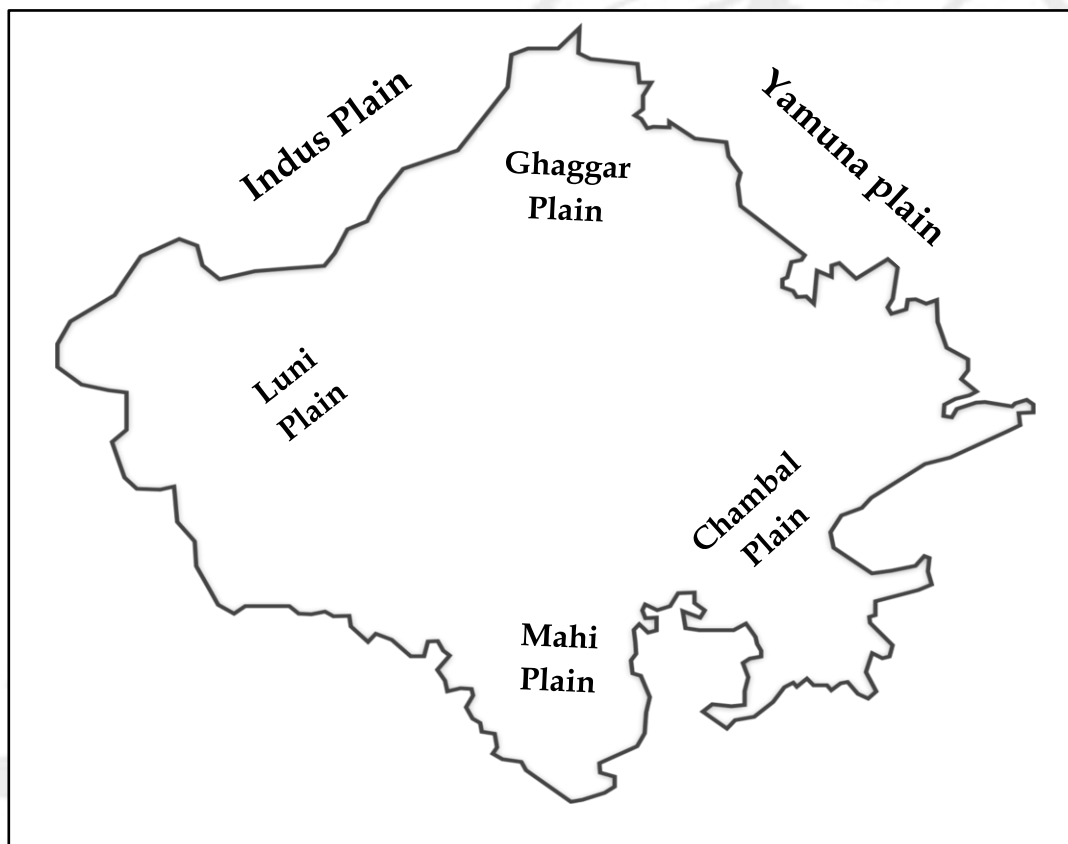 Indus Plain
Yamuna plain
Ghaggar
Plain
Luni
Plain
Chambal
Plain
Mahi
Plain